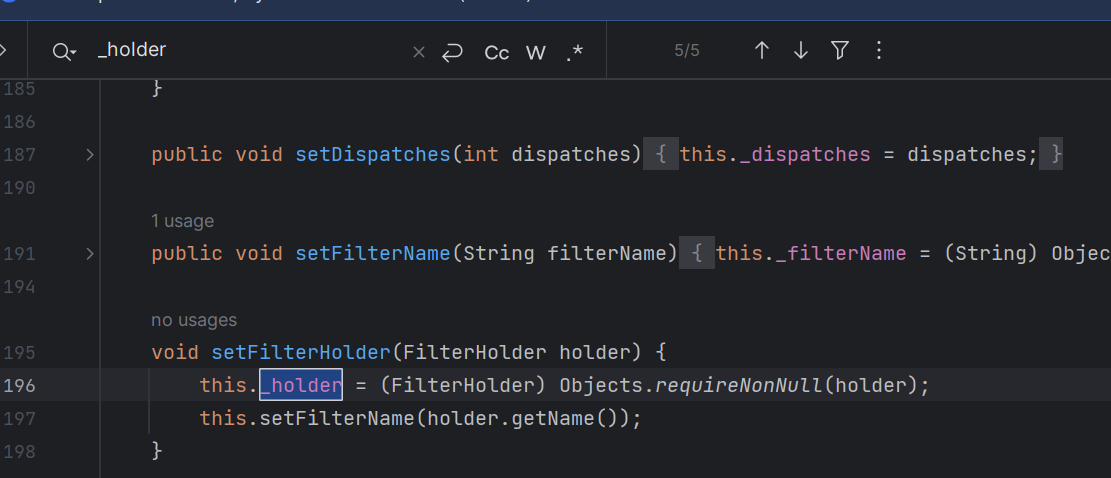 _holder × Cc W .* 5/5
185 }
186
187 public void setDispatches(int dispatches) { this._dispatches = dispatches; }
190
1 usage
191 public void setFilterName(String filterName) { this._filterName = (String) Objec
194
no usages
195 void setFilterHolder(FilterHolder holder) {
196 this._holder = (FilterHolder) Objects.requireNonNull(holder);
197 this.setFilterName(holder.getName());
198 }